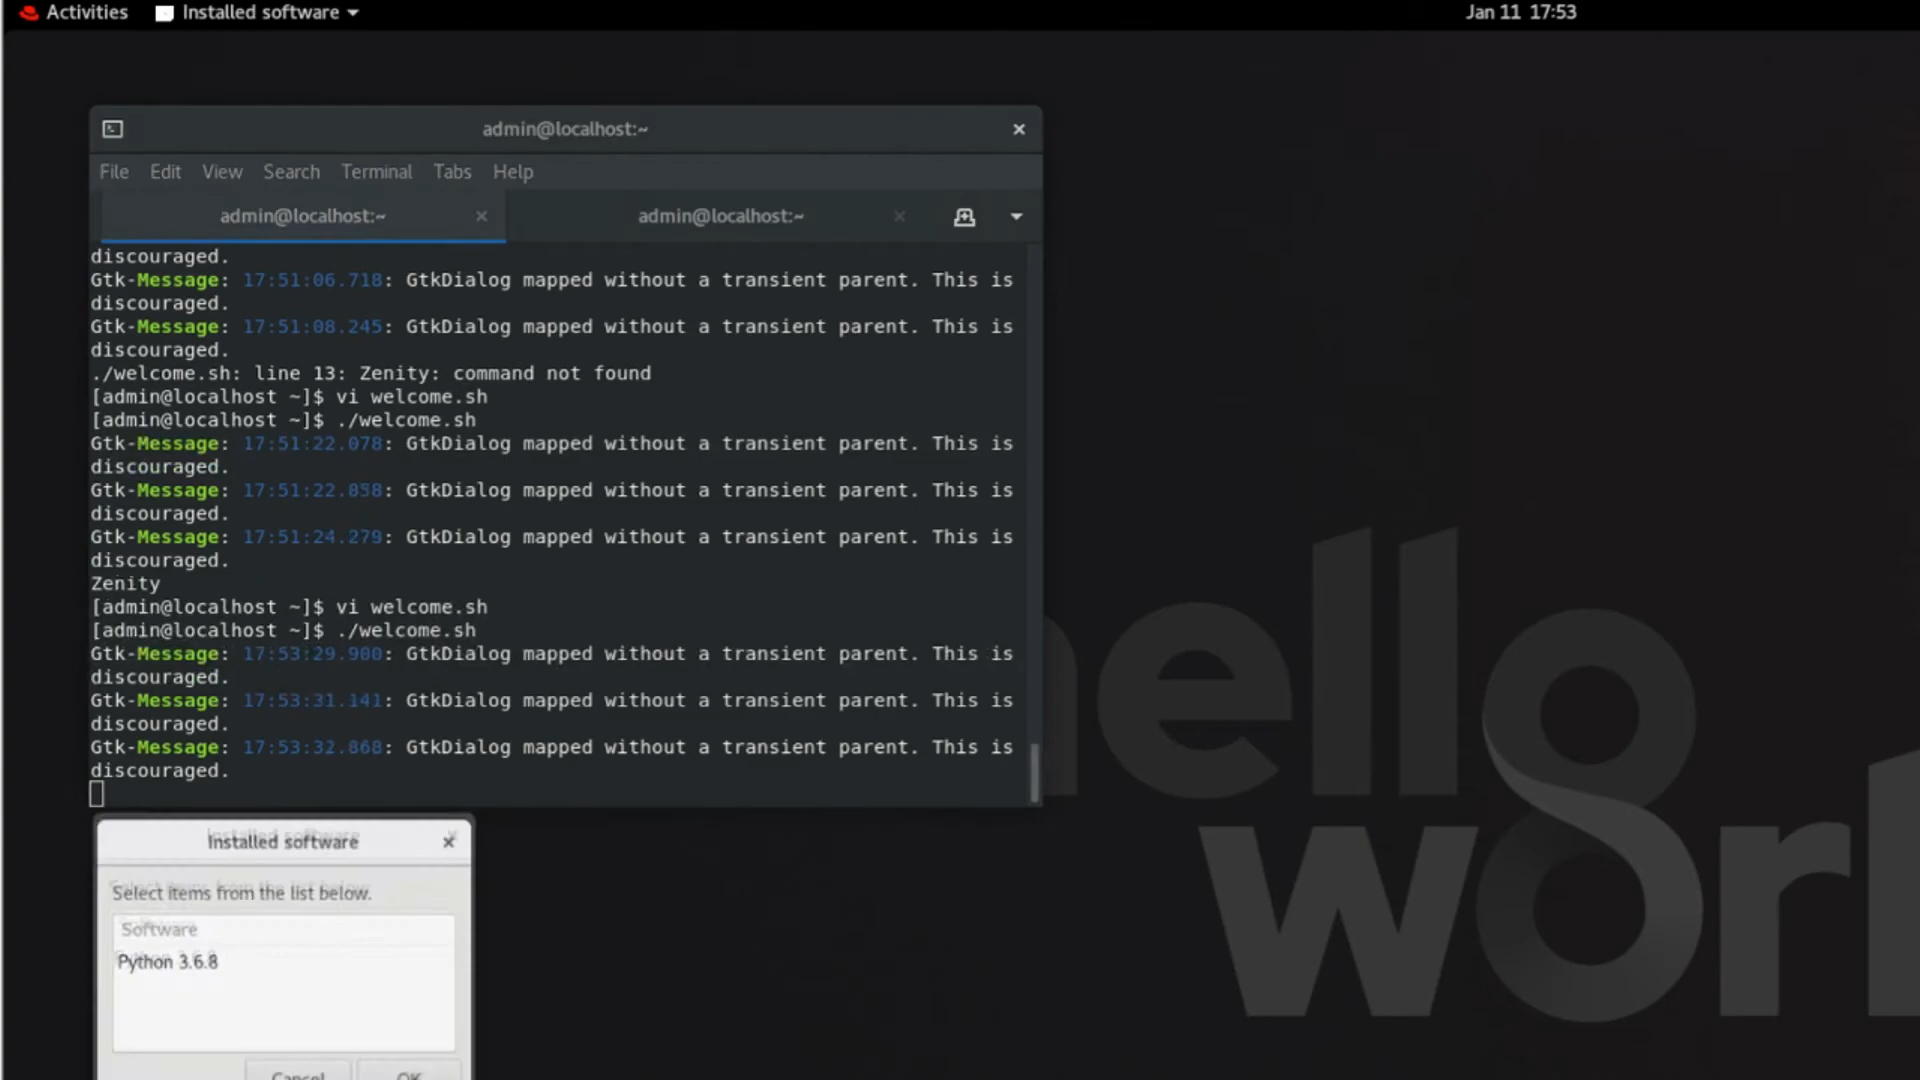 Activities Installed software Jan 11 17:53
admin@localhost:~
File Edit View Search Terminal Tabs Help
admin@localhost:~ admin@localhost:~
discouraged.
Gtk-Message: 17:51:06.718: GtkDialog mapped without a transient parent. This is
discouraged.
Gtk-Message: 17:51:08.245: GtkDialog mapped without a transient parent. This is
discouraged.
./welcome.sh: line 13: Zenity: command not found
[admin@localhost ~]$ vi welcome.sh
[admin@localhost ~]$ ./welcome.sh
Gtk-Message: 17:51:22.078: GtkDialog mapped without a transient parent. This is
discouraged.
Gtk-Message: 17:51:22.858: GtkDialog mapped without a transient parent. This is
discouraged.
Gtk-Message: 17:51:24.279: GtkDialog mapped without a transient parent. This is
discouraged.
Zenity
[admin@localhost ~]$ vi welcome.sh
[admin@localhost ~]$ ./welcome.sh
Gtk-Message: 17:53:29.900: GtkDialog mapped without a transient parent. This is
discouraged.
Gtk-Message: 17:53:31.141: GtkDialog mapped without a transient parent. This is
discouraged.
Gtk-Message: 17:53:32.868: GtkDialog mapped without a transient parent. This is
discouraged.
Installed software
Select items from the list below.
Software
Python 3.6.8
Cancel OK
hello
worl